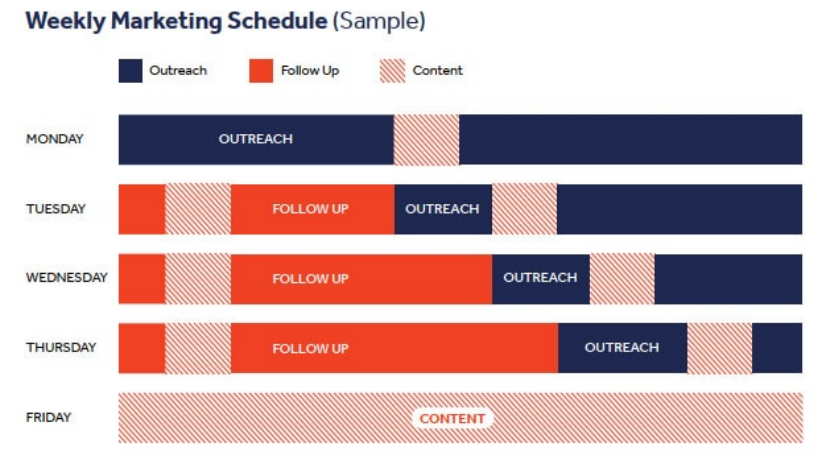 Weekly Marketing Schedule (Sample)
Outreach Follow Up Content
MONDAY OUTREACH
TUESDAY FOLLOW UP OUTREACH
WEDNESDAY FOLLOW UP OUTREACH
THURSDAY FOLLOW UP OUTREACH
FRIDAY CONTENT